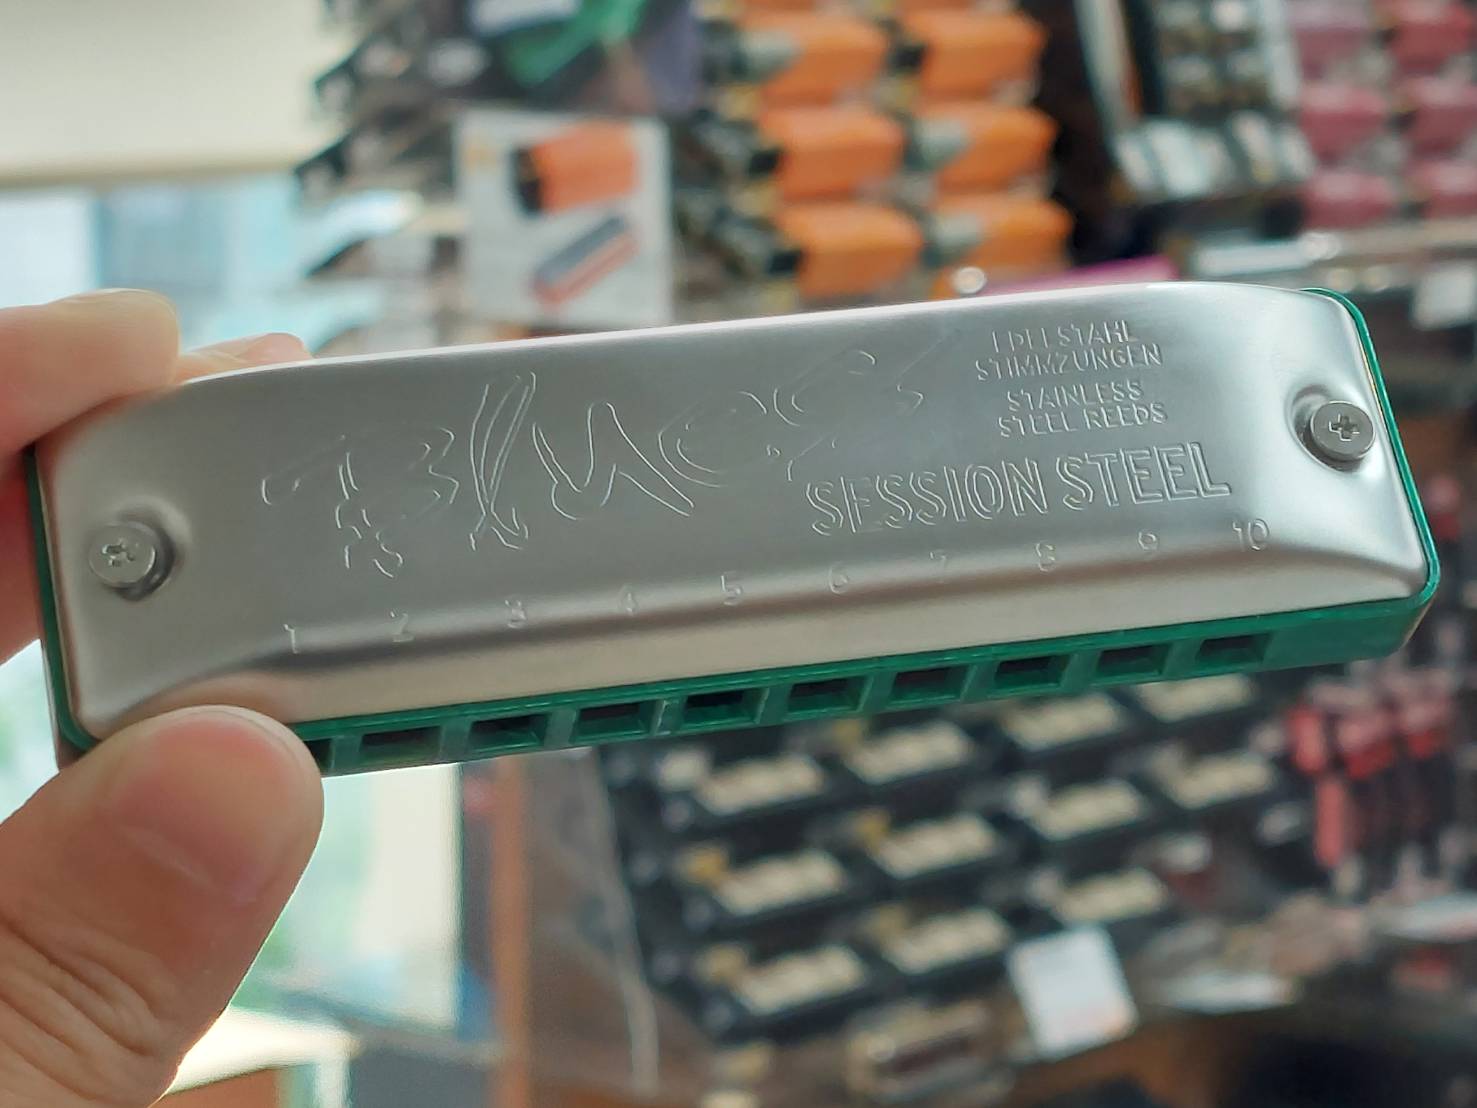 EDELSTAHL
STIMMZUNGEN
STAINLESS
STEEL REEDS
Blues
SESSION STEEL
1 2 3 4 5 6 7 8 9 10